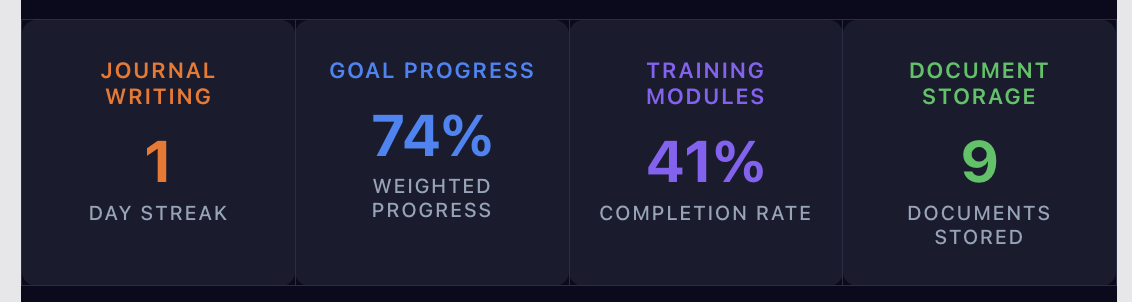 JOURNAL
WRITING
1
DAY STREAK
GOAL PROGRESS
74%
WEIGHTED
PROGRESS
TRAINING
MODULES
41%
COMPLETION RATE
DOCUMENT
STORAGE
9
DOCUMENTS
STORED